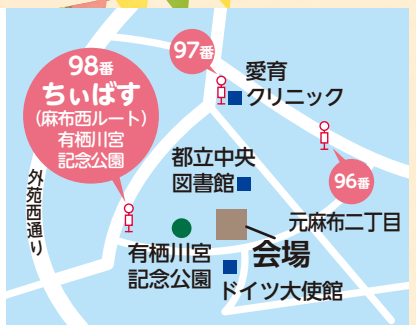 98番
ちぃばす
(麻布西ルート)
有栖川宮
記念公園
97番
愛育
クリニック
96番
都立中央
図書館
外苑西通り
元麻布二丁目
会場
有栖川宮
記念公園
ドイツ大使館